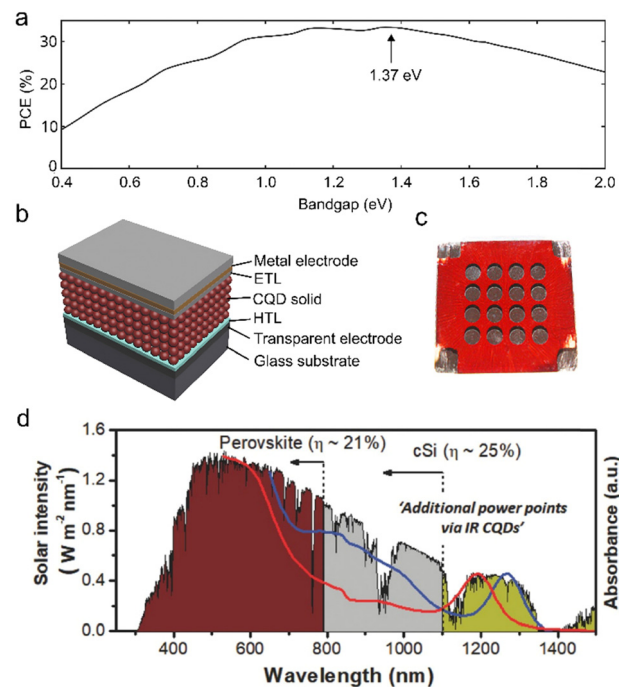 a
PCE (%)
30
20
10
0
1.37 eV
0.4 0.6 0.8 1.0 1.2 1.4 1.6 1.8 2.0
Bandgap (eV)
b
Metal electrode
ETL
CQD solid
HTL
Transparent electrode
Glass substrate
c
d
Solar intensity
( W m-2 nm-1)
1.6
1.2
0.8
0.4
0.0
Perovskite (η ~ 21%)
cSi (η ~ 25%)
'Additional power points
via IR CQDs'
Absorbance (a.u.)
400 600 800 1000 1200 1400
Wavelength (nm)